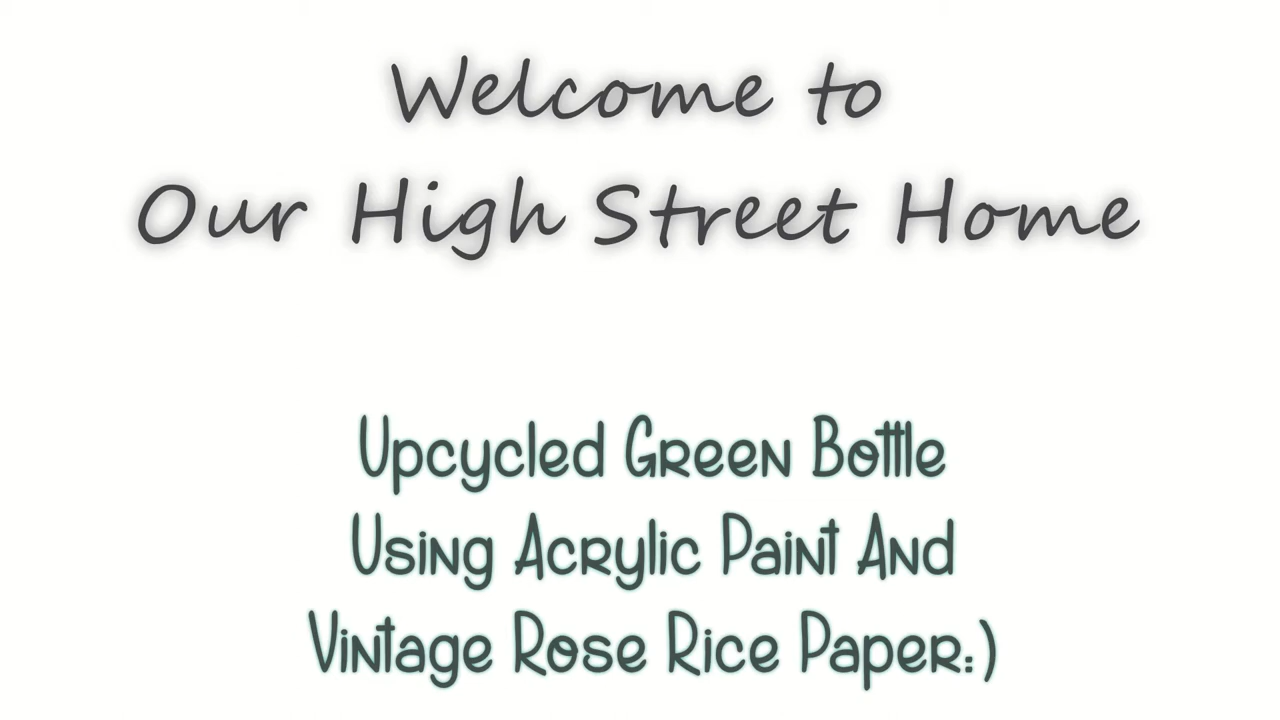 Welcome to
Our High Street Home
Upcycled Green Bottle
Using Acrylic Paint And
Vintage Rose Rice Paper:)